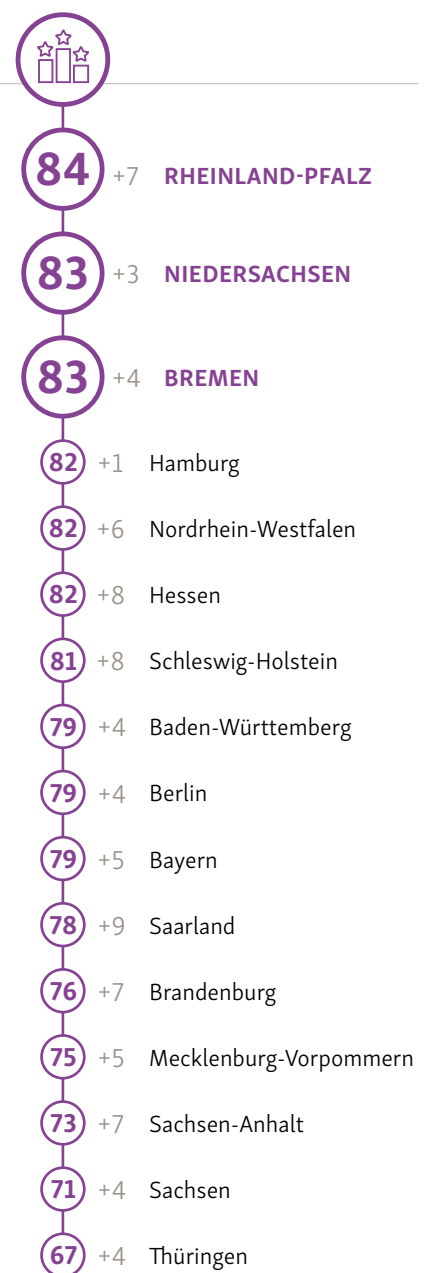 84 +7 RHEINLAND-PFALZ
83 +3 NIEDERSACHSEN
83 +4 BREMEN
82 +1 Hamburg
82 +6 Nordrhein-Westfalen
82 +8 Hessen
81 +8 Schleswig-Holstein
79 +4 Baden-Württemberg
79 +4 Berlin
79 +5 Bayern
78 +9 Saarland
76 +7 Brandenburg
75 +5 Mecklenburg-Vorpommern
73 +7 Sachsen-Anhalt
71 +4 Sachsen
67 +4 Thüringen